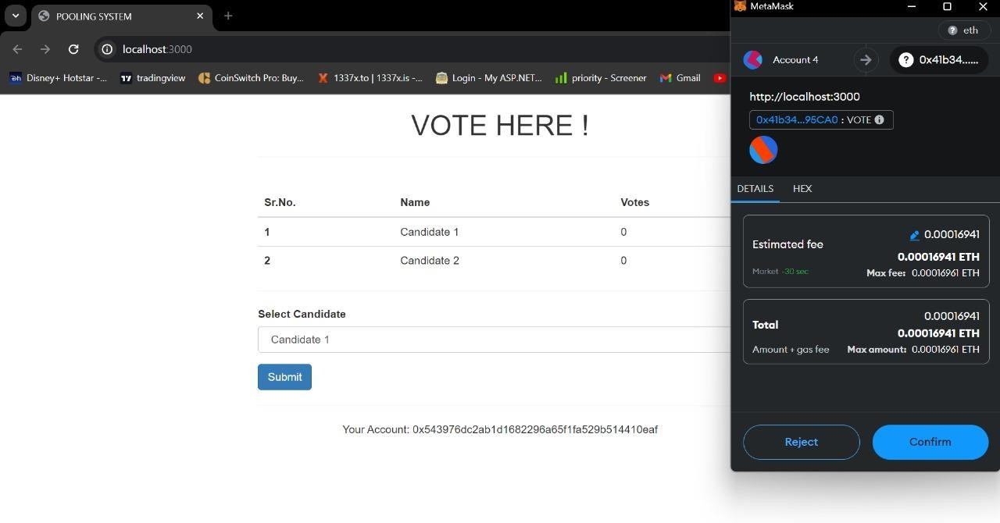 POOLING SYSTEM
localhost:3000
Disney+ Hotstar -... tradingview CoinSwitch Pro: Buy... 1337x.to | 1337x.is -... Login - My ASP.NET... priority - Screener Gmail
VOTE HERE !
Sr.No. Name Votes
1 Candidate 1 0
2 Candidate 2 0
Select Candidate
Candidate 1
Submit
Your Account: 0x543976dc2ab1d1682296a65f1fa529b514410eaf
MetaMask
eth
Account 4 0x41b34......
http://localhost:3000
0x41b34...95CA0 : VOTE
DETAILS HEX
0.00016941
Estimated fee
0.00016941 ETH
Market ~30 sec Max fee: 0.00016961 ETH
0.00016941
Total
0.00016941 ETH
Amount + gas fee Max amount: 0.00016961 ETH
Reject Confirm